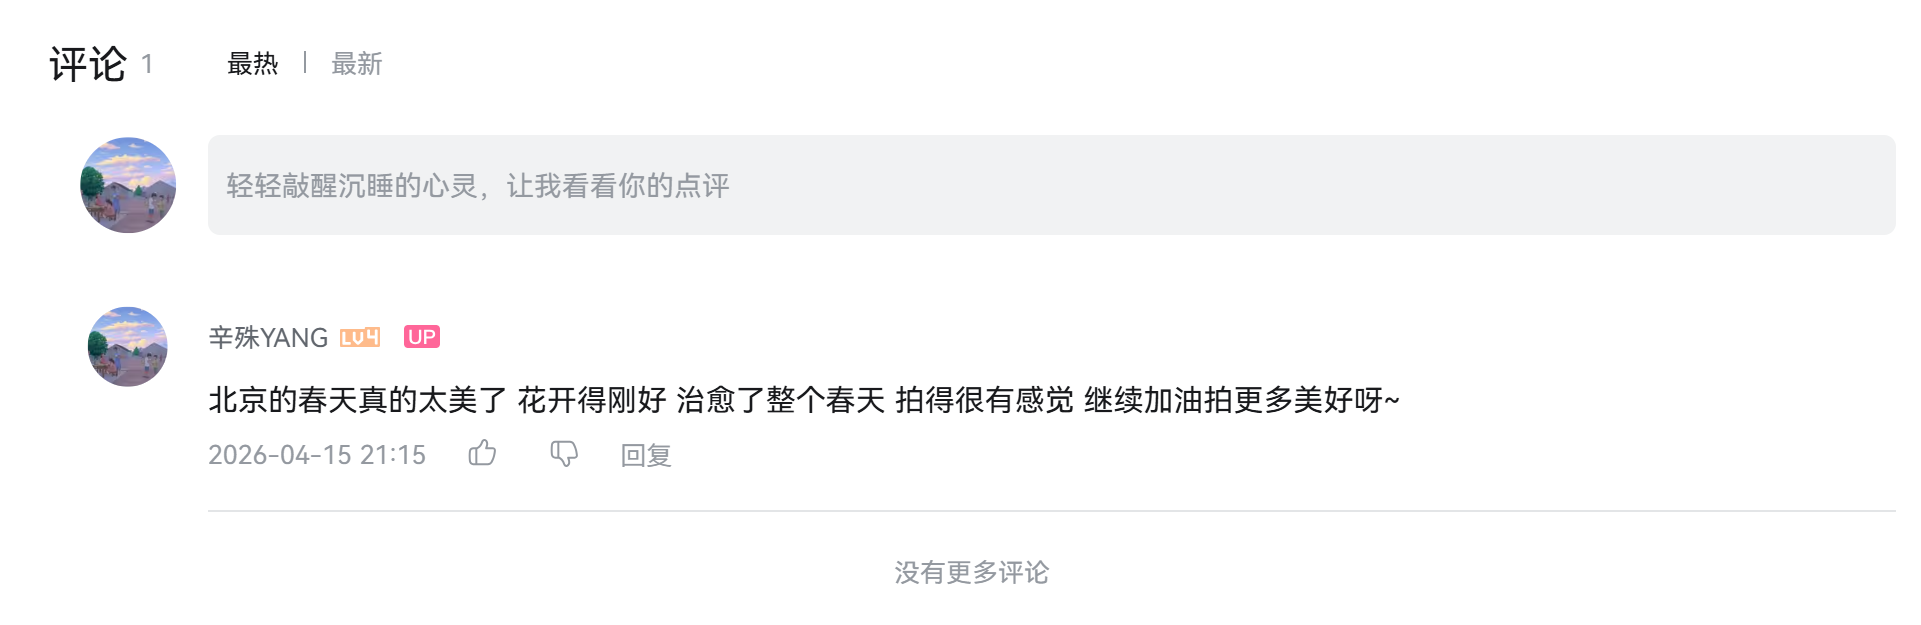 评论 1 最热 | 最新
轻轻敲醒沉睡的心灵，让我看看你的点评
辛殊YANG LV4 UP
北京的春天真的太美了 花开得刚好 治愈了整个春天 拍得很有感觉 继续加油拍更多美好呀~
2026-04-15 21:15 回复
没有更多评论